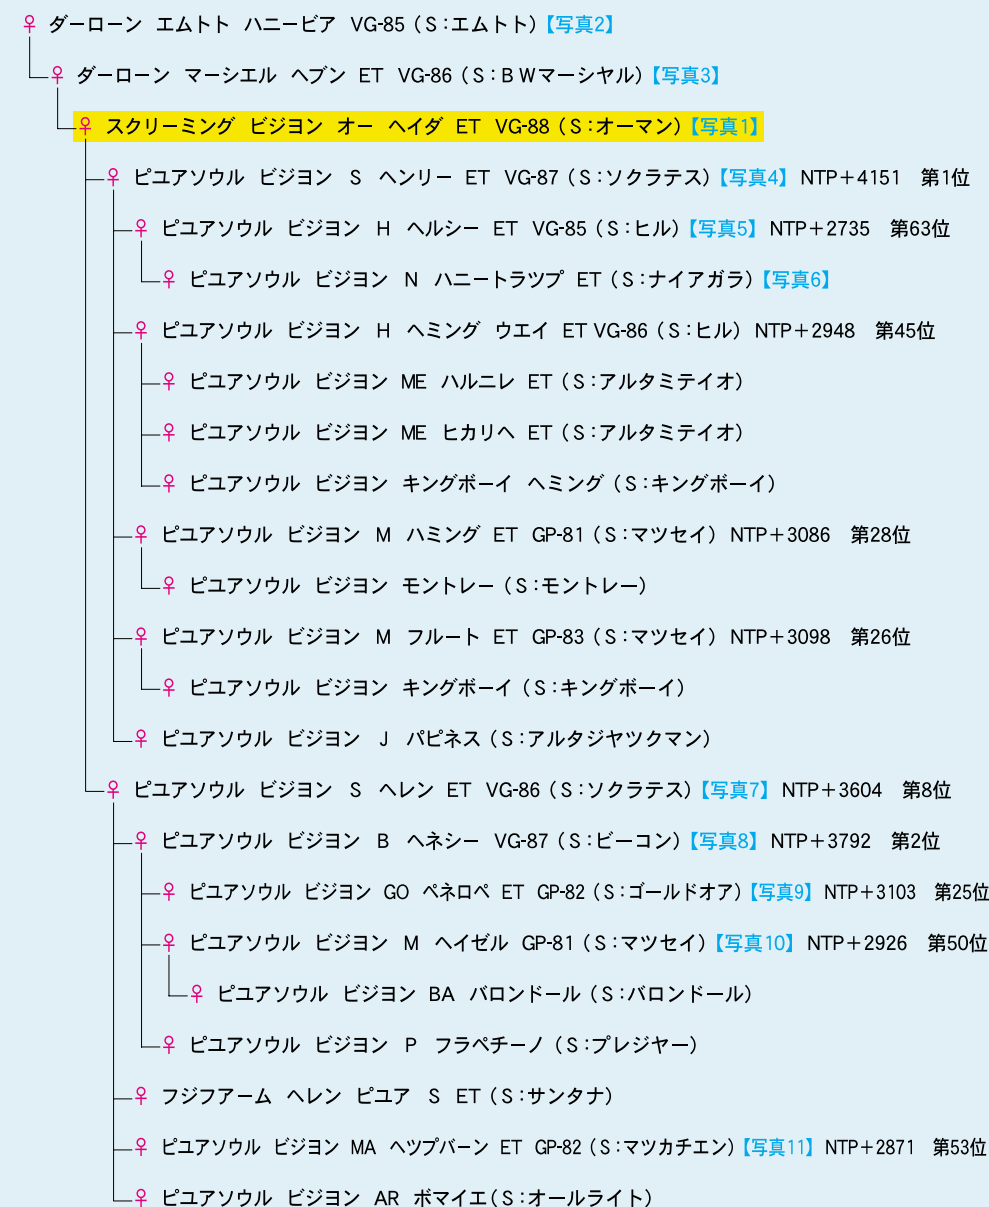 ♀ ダーローン エムトト ハニービア VG-85（S：エムトト）【写真2】
♀ ダーローン マーシエル ヘブン ET VG-86（S：BWマーシヤル）【写真3】
♀ スクリーミング ビジヨン オー ヘイダ ET VG-88（S：オーマン）【写真1】
♀ ピユアソウル ビジヨン S ヘンリー ET VG-87（S：ソクラテス）【写真4】 NTP+4151 第1位
♀ ピユアソウル ビジヨン H ヘルシー ET VG-85（S：ヒル）【写真5】 NTP+2735 第63位
♀ ピユアソウル ビジヨン N ハニートラツプ ET（S：ナイアガラ）【写真6】
♀ ピユアソウル ビジヨン H ヘミング ウエイ ET VG-86（S：ヒル） NTP+2948 第45位
♀ ピユアソウル ビジヨン ME ハルニレ ET（S：アルタミテイオ）
♀ ピユアソウル ビジヨン ME ヒカリヘ ET（S：アルタミテイオ）
♀ ピユアソウル ビジヨン キングボーイ ヘミング（S：キングボーイ）
♀ ピユアソウル ビジヨン M ハミング ET GP-81（S：マツセイ） NTP+3086 第28位
♀ ピユアソウル ビジヨン モントレー（S：モントレー）
♀ ピユアソウル ビジヨン M フルート ET GP-83（S：マツセイ） NTP+3098 第26位
♀ ピユアソウル ビジヨン キングボーイ（S：キングボーイ）
♀ ピユアソウル ビジヨン J パピネス（S：アルタジヤツクマン）
♀ ピユアソウル ビジヨン S ヘレン ET VG-86（S：ソクラテス）【写真7】 NTP+3604 第8位
♀ ピユアソウル ビジヨン B ヘネシー VG-87（S：ビーコン）【写真8】 NTP+3792 第2位
♀ ピユアソウル ビジヨン GO ペネロペ ET GP-82（S：ゴールドオア）【写真9】 NTP+3103 第25位
♀ ピユアソウル ビジヨン M ヘイゼル GP-81（S：マツセイ）【写真10】 NTP+2926 第50位
♀ ピユアソウル ビジヨン BA バロンドール（S：バロンドール）
♀ ピユアソウル ビジヨン P フラペチーノ（S：プレジヤー）
♀ フジフアーム ヘレン ピユア S ET（S：サンタナ）
♀ ピユアソウル ビジヨン MA ヘツプバーン ET GP-82（S：マツカチエン）【写真11】 NTP+2871 第53位
♀ ピユアソウル ビジヨン AR ボマイエ（S：オールライト）